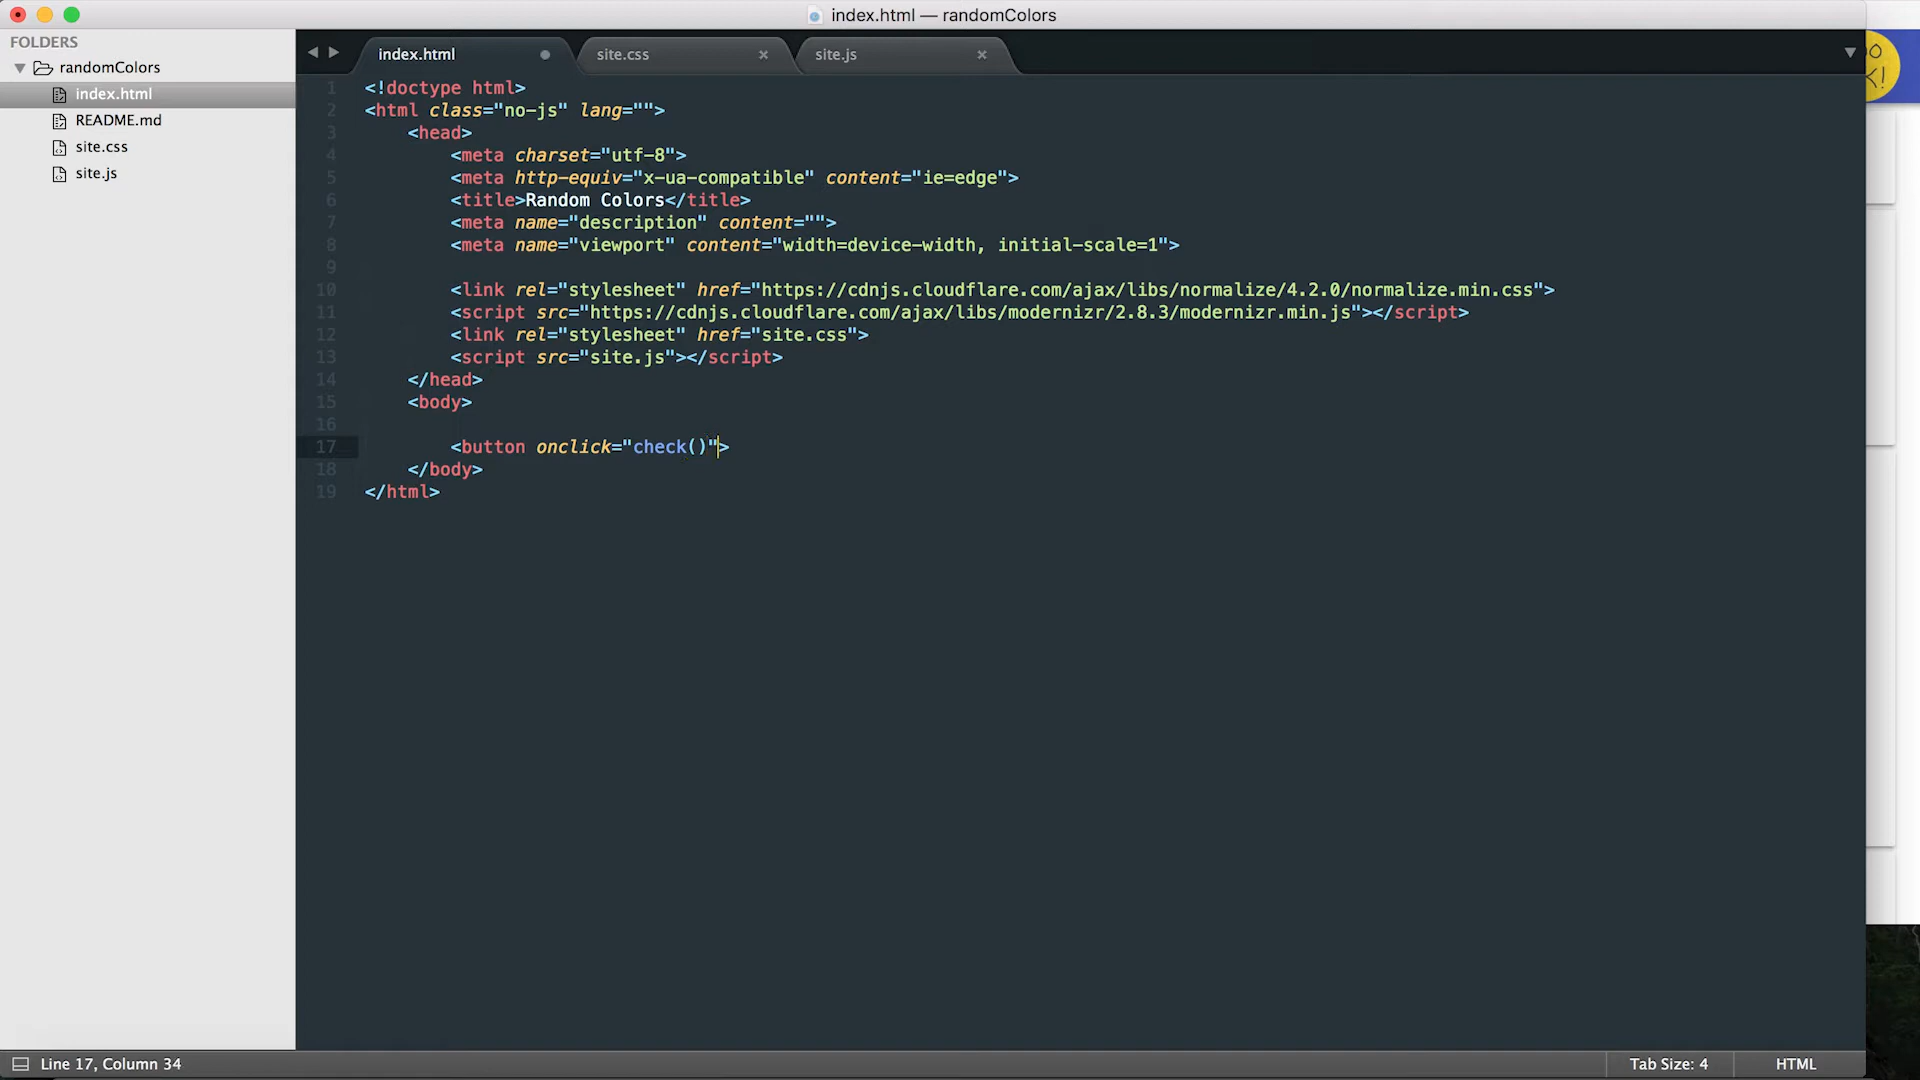 index.html — randomColors
FOLDERS
randomColors
index.html
README.md
site.css
site.js
index.html
site.css
site.js
1 <!doctype html>
2 <html class="no-js" lang="">
3 <head>
4 <meta charset="utf-8">
5 <meta http-equiv="x-ua-compatible" content="ie=edge">
6 <title>Random Colors</title>
7 <meta name="description" content="">
8 <meta name="viewport" content="width=device-width, initial-scale=1">
9
10 <link rel="stylesheet" href="https://cdnjs.cloudflare.com/ajax/libs/normalize/4.2.0/normalize.min.css">
11 <script src="https://cdnjs.cloudflare.com/ajax/libs/modernizr/2.8.3/modernizr.min.js"></script>
12 <link rel="stylesheet" href="site.css">
13 <script src="site.js"></script>
14 </head>
15 <body>
16
17 <button onclick="check()">
18 </body>
19 </html>
Line 17, Column 34
Tab Size: 4
HTML